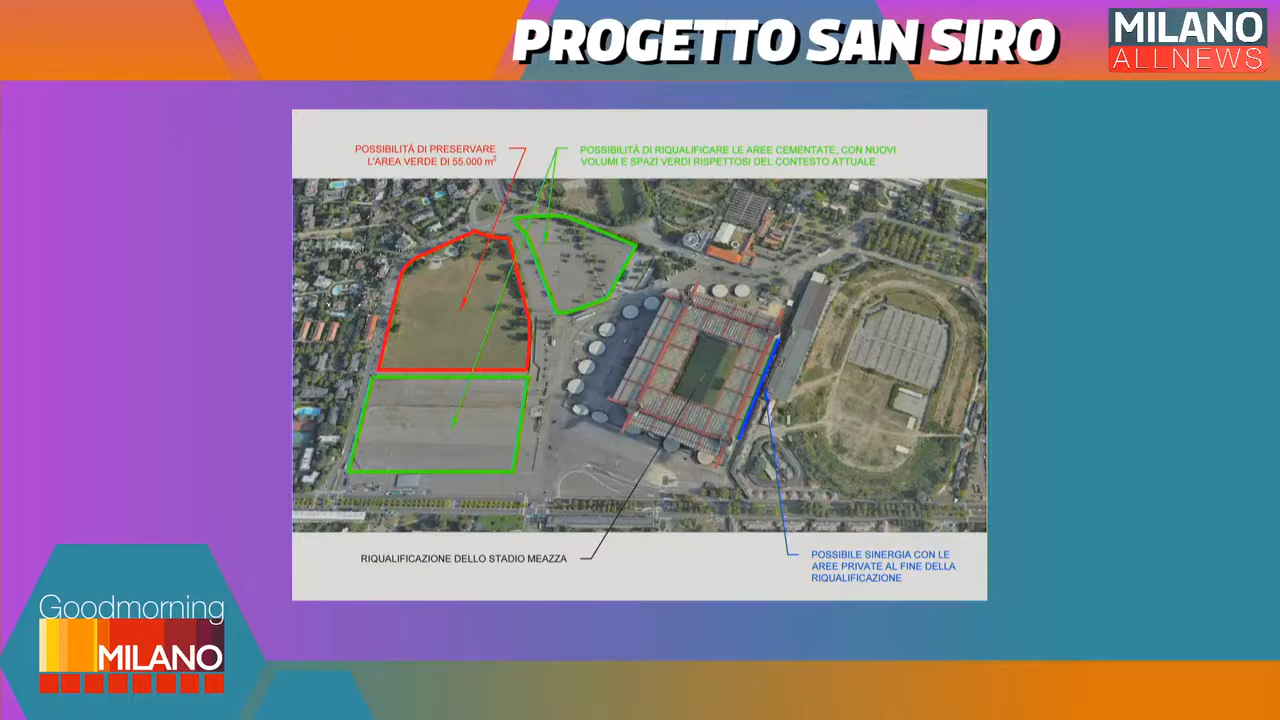 PROGETTO SAN SIRO
MILANO
ALLNEWS
POSSIBILITÀ DI PRESERVARE
L'AREA VERDE DI 55.000 m²
POSSIBILITÀ DI RIQUALIFICARE LE AREE CEMENTATE, CON NUOVI
VOLUMI E SPAZI VERDI RISPETTOSI DEL CONTESTO ATTUALE
RIQUALIFICAZIONE DELLO STADIO MEAZZA
POSSIBILE SINERGIA CON LE
AREE PRIVATE AL FINE DELLA
RIQUALIFICAZIONE
Goodmorning
MILANO